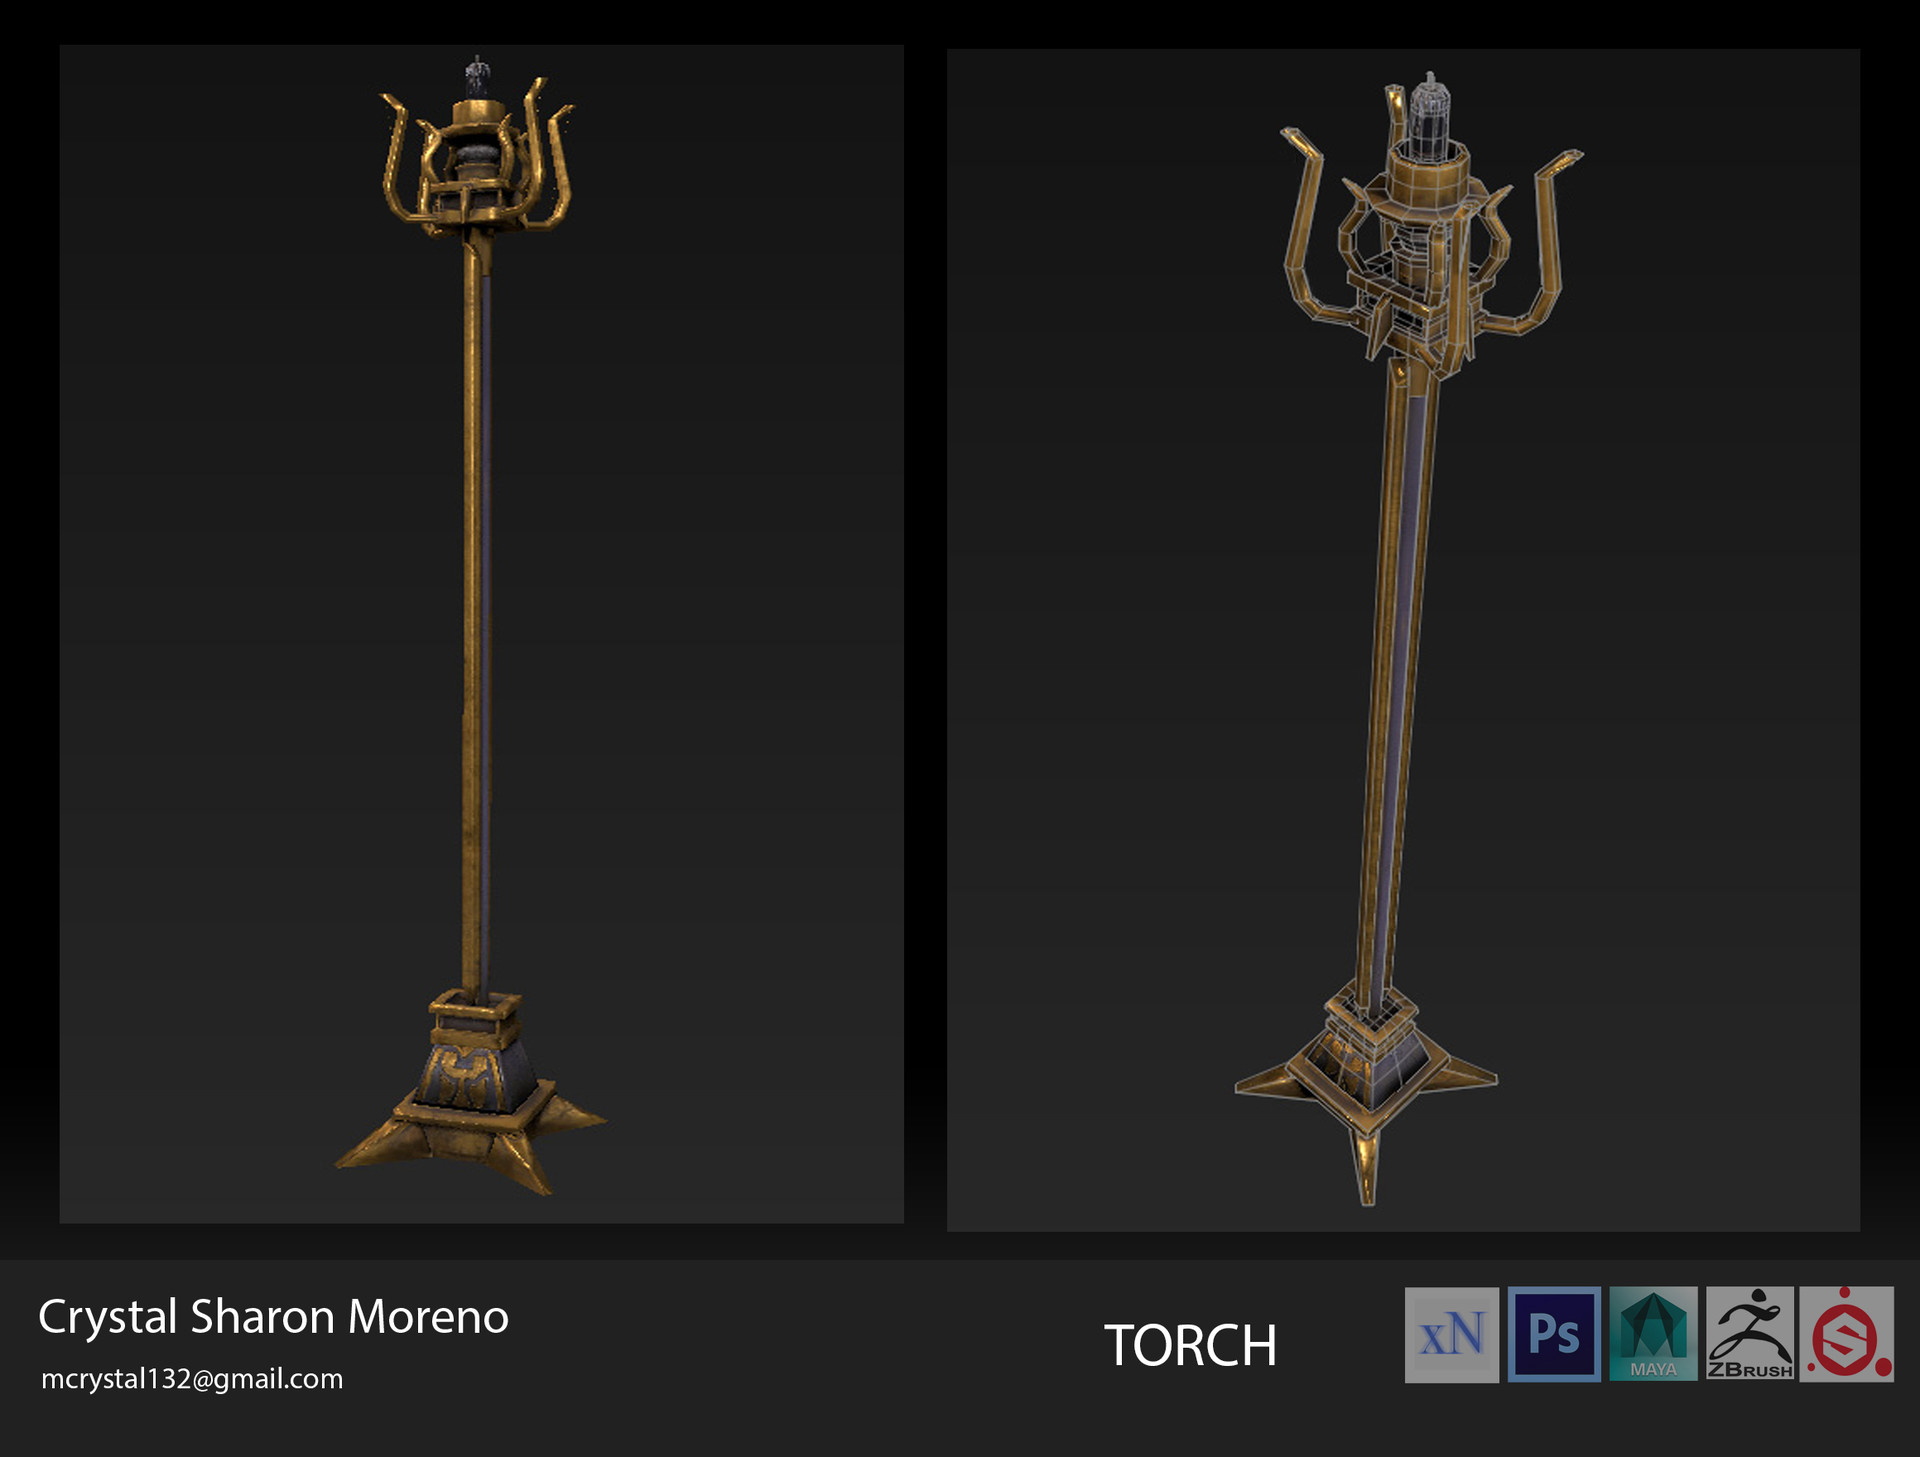 Crystal Sharon Moreno
mcrystal132@gmail.com
TORCH
xN
Ps
MAYA
ZBRUSH
S